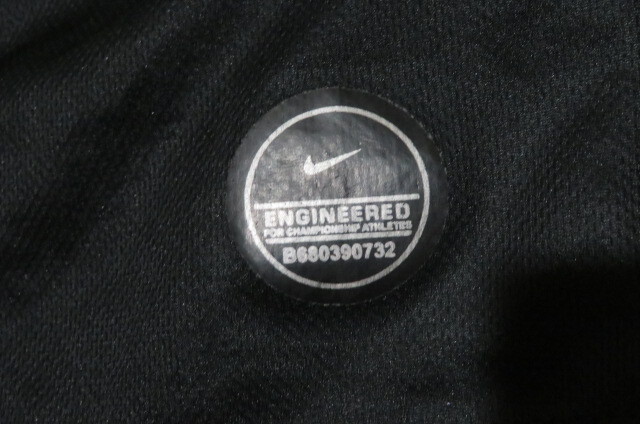 ENGINEERED
FOR CHAMPIONSHIP ATHLETES
B680390732